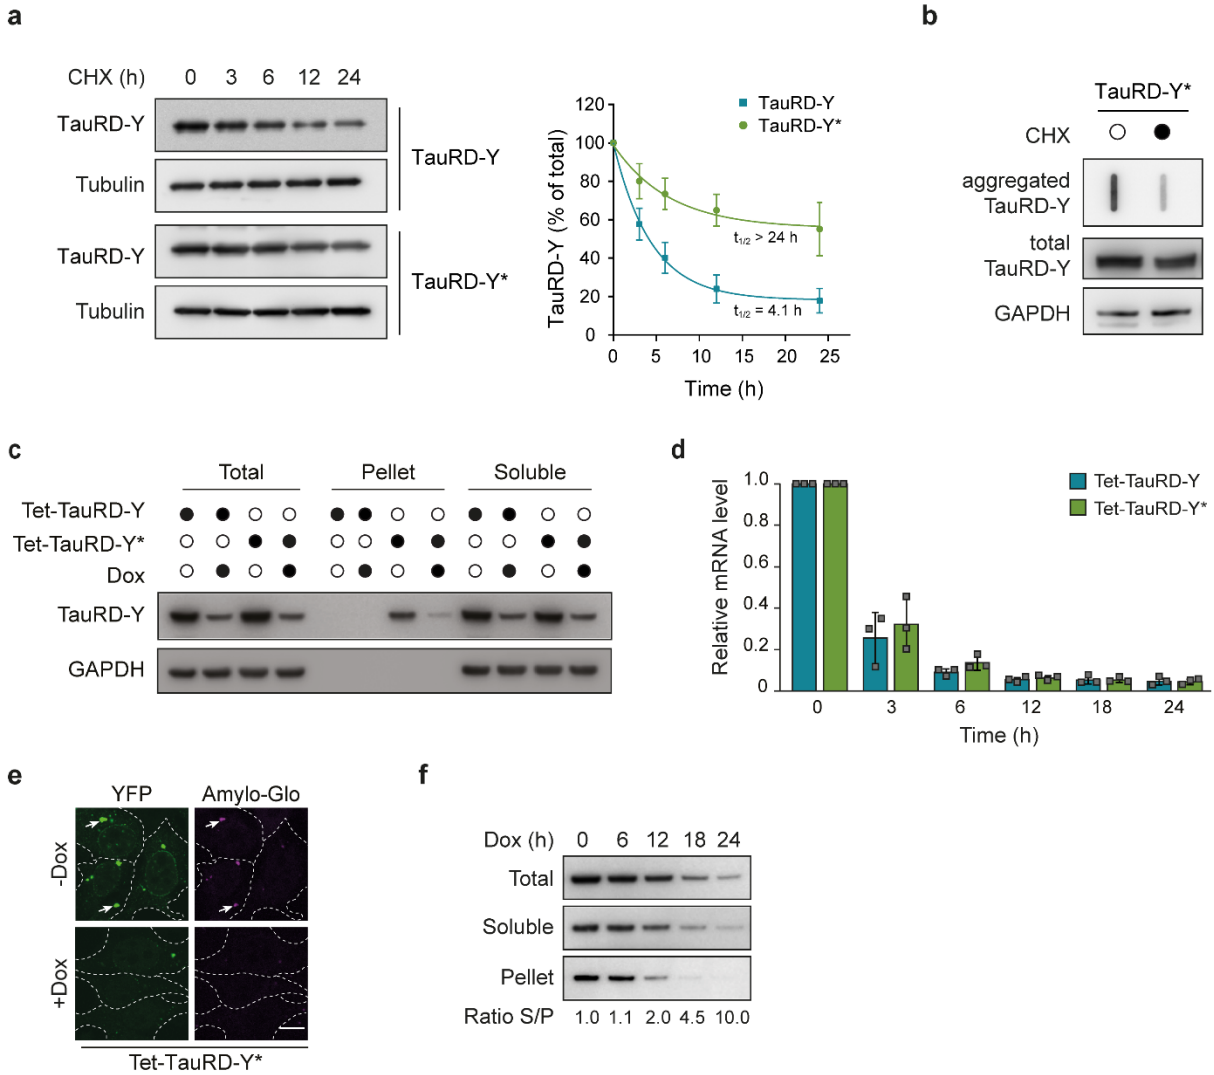 a
CHX (h) 0 3 6 12 24
TauRD-Y
Tubulin
TauRD-Y
TauRD-Y
Tubulin
TauRD-Y*
TauRD-Y (% of total)
120
100
80
60
40
20
0
TauRD-Y
TauRD-Y*
t1/2 > 24 h
t1/2 = 4.1 h
0 5 10 15 20 25
Time (h)
b
TauRD-Y*
CHX
aggregated
TauRD-Y
total
TauRD-Y
GAPDH
c
Total Pellet Soluble
Tet-TauRD-Y
Tet-TauRD-Y*
Dox
TauRD-Y
GAPDH
d
Relative mRNA level
1.0
0.8
0.6
0.4
0.2
0
Tet-TauRD-Y
Tet-TauRD-Y*
0 3 6 12 18 24
Time (h)
e
YFP Amylo-Glo
-Dox
+Dox
Tet-TauRD-Y*
f
Dox (h) 0 6 12 18 24
Total
Soluble
Pellet
Ratio S/P 1.0 1.1 2.0 4.5 10.0